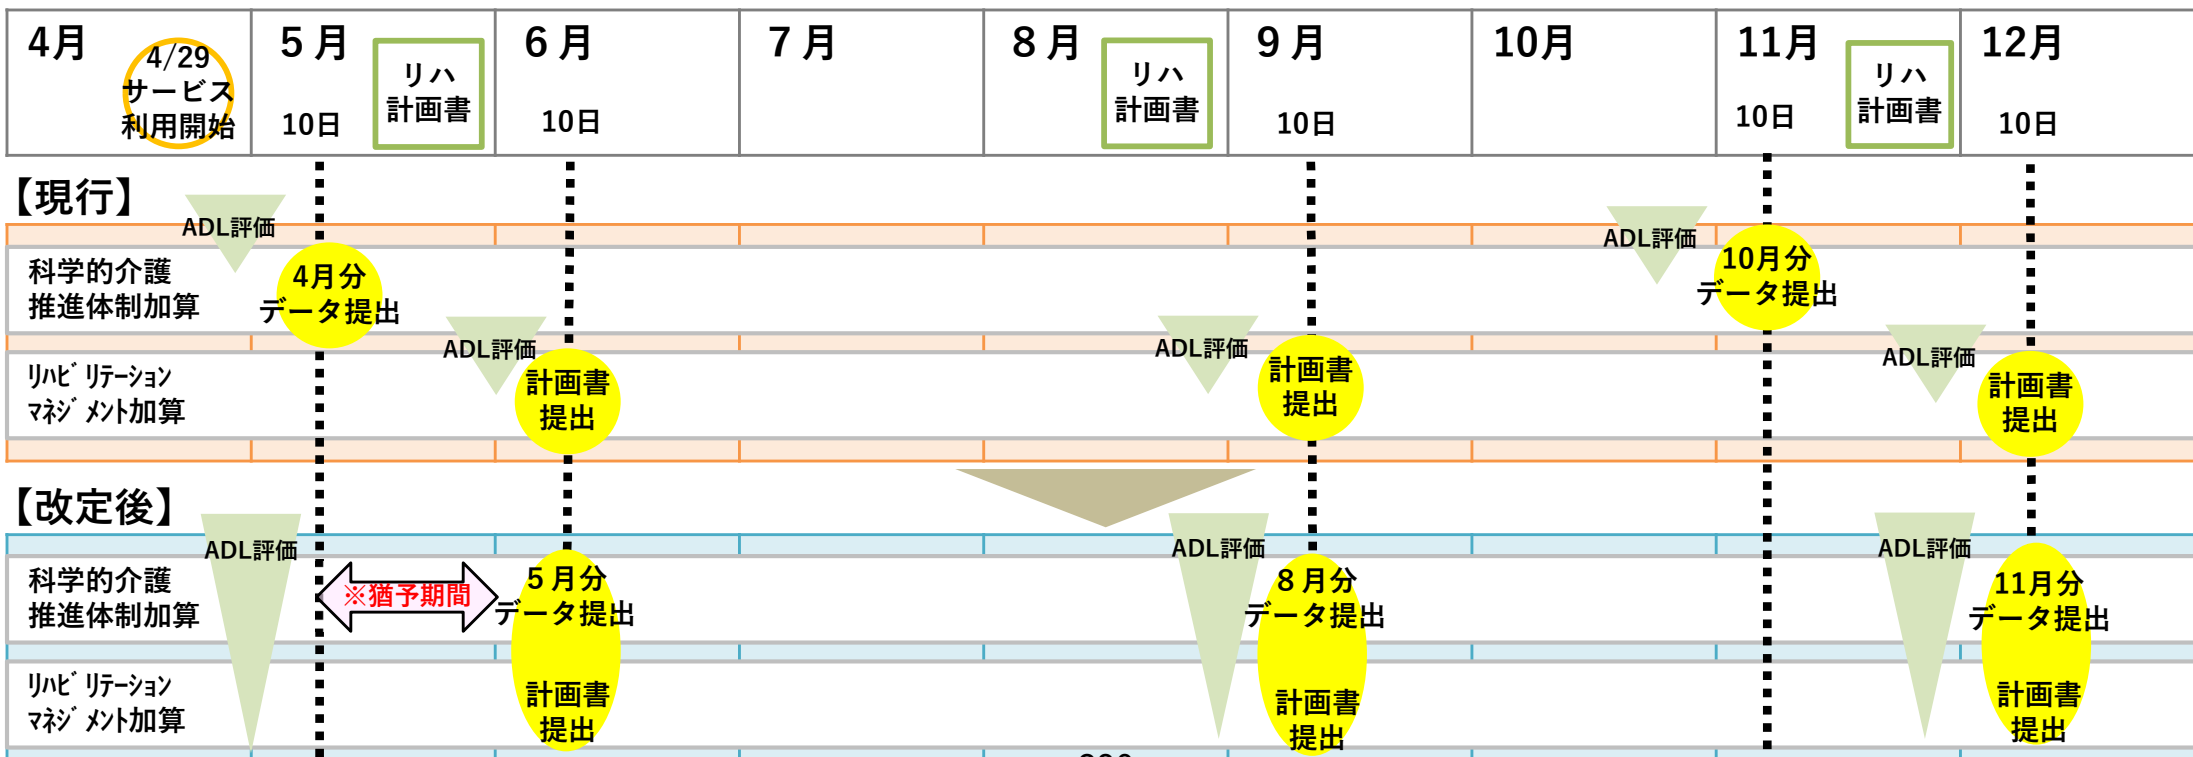 4月
4/29
サービス
利用開始
5月
10日
リハ
計画書
6月
10日
7月
8月
リハ
計画書
9月
10日
10月
11月
10日
リハ
計画書
12月
10日
【現行】
ADL評価
ADL評価
科学的介護
推進体制加算
4月分
データ提出
10月分
データ提出
ADL評価
ADL評価
ADL評価
リハビリテーション
マネジメント加算
計画書
提出
計画書
提出
計画書
提出
【改定後】
ADL評価
ADL評価
ADL評価
科学的介護
推進体制加算
※猶予期間
5月分
データ提出
8月分
データ提出
11月分
データ提出
リハビリテーション
マネジメント加算
計画書
提出
計画書
提出
計画書
提出